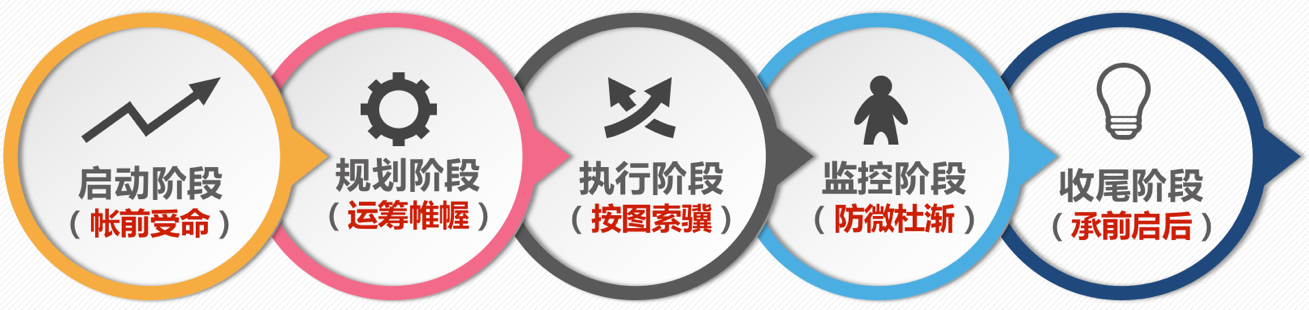 启动阶段
（帐前受命）
规划阶段
（运筹帷幄）
执行阶段
（按图索骥）
监控阶段
（防微杜渐）
收尾阶段
（承前启后）